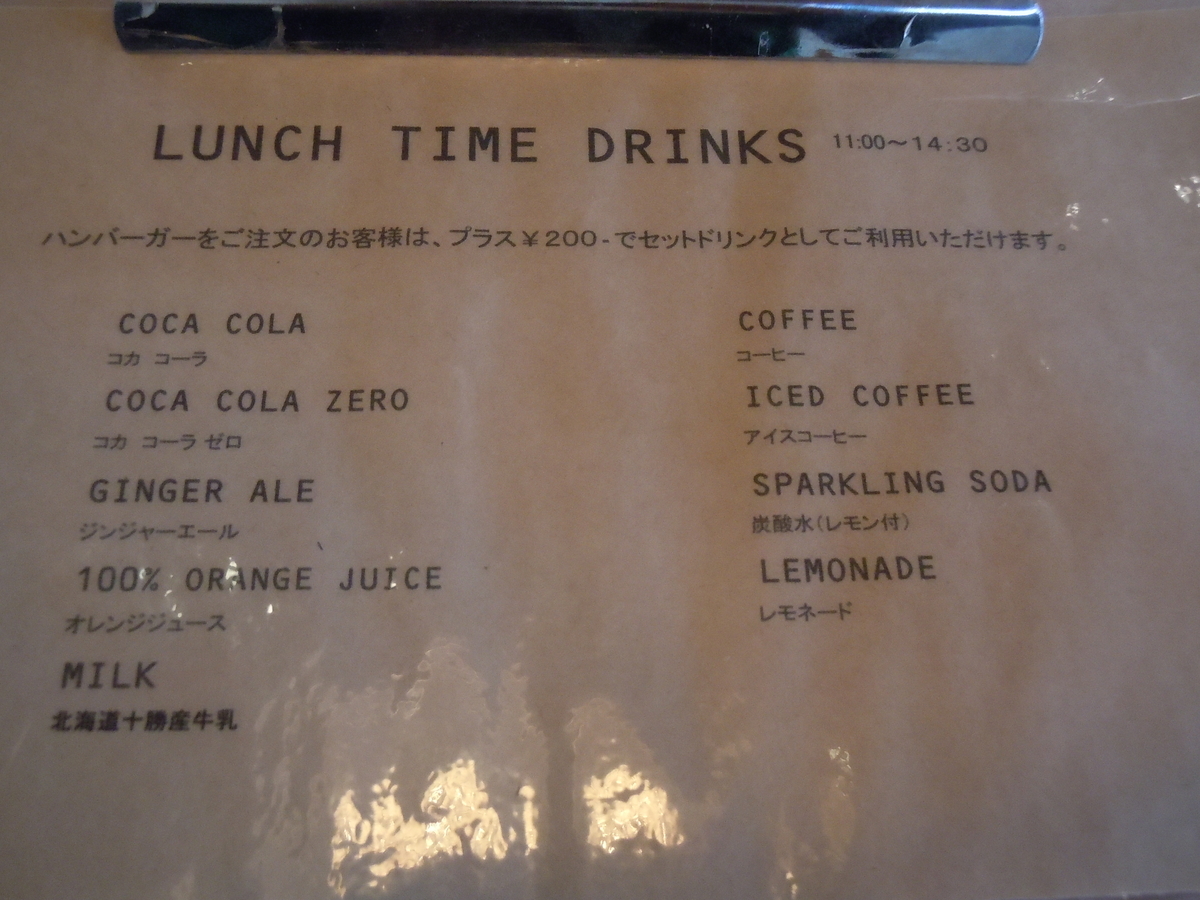 LUNCH TIME DRINKS 11:00～14:30
ハンバーガーをご注文のお客様は、プラス￥200-でセットドリンクとしてご利用いただけます。
COCA COLA
コカ コーラ
COCA COLA ZERO
コカ コーラ ゼロ
GINGER ALE
ジンジャーエール
100% ORANGE JUICE
オレンジジュース
MILK
北海道十勝産牛乳
COFFEE
コーヒー
ICED COFFEE
アイスコーヒー
SPARKLING SODA
炭酸水(レモン付)
LEMONADE
レモネード